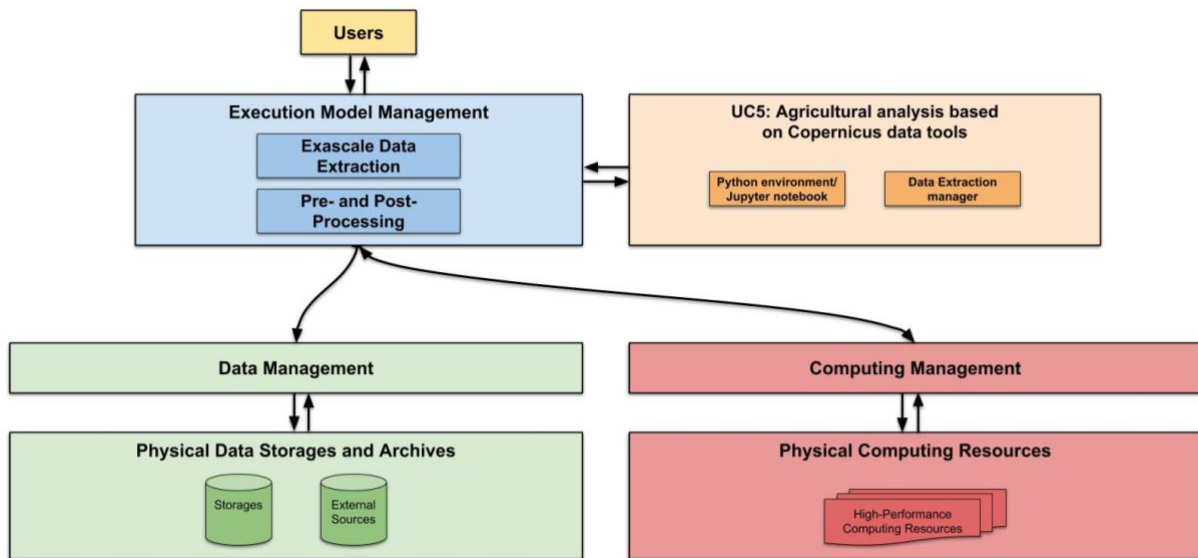 Users
Execution Model Management
Exascale Data
Extraction
Pre- and Post-
Processing
UC5: Agricultural analysis based
on Copernicus data tools
Python environment/
Jupyter notebook
Data Extraction
manager
Data Management
Computing Management
Physical Data Storages and Archives
Storages
External
Sources
Physical Computing Resources
High-Performance
Computing Resources